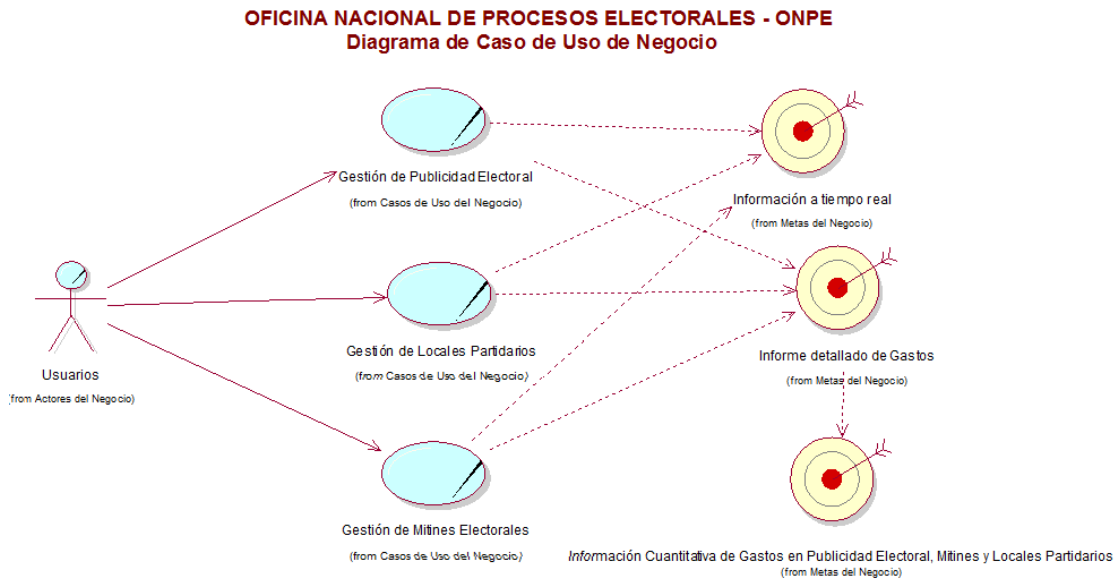 OFICINA NACIONAL DE PROCESOS ELECTORALES - ONPE
Diagrama de Caso de Uso de Negocio
Gestión de Publicidad Electoral
(from Casos de Uso del Negocio)
Información a tiempo real
(from Metas del Negocio)
Gestión de Locales Partidarios
(from Casos de Uso del Negocio)
Informe detallado de Gastos
(from Metas del Negocio)
Usuarios
(from Actores del Negocio)
Gestión de Mitines Electorales
(from Casos de Uso del Negocio)
Información Cuantitativa de Gastos en Publicidad Electoral, Mitines y Locales Partidarios
(from Metas del Negocio)